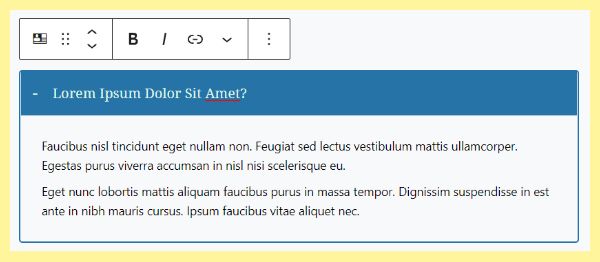 B I
- Lorem Ipsum Dolor Sit Amet?
Faucibus nisl tincidunt eget nullam non. Feugiat sed lectus vestibulum mattis ullamcorper.
Egestas purus viverra accumsan in nisl nisi scelerisque eu.
Eget nunc lobortis mattis aliquam faucibus purus in massa tempor. Dignissim suspendisse in est
ante in nibh mauris cursus. Ipsum faucibus vitae aliquet nec.